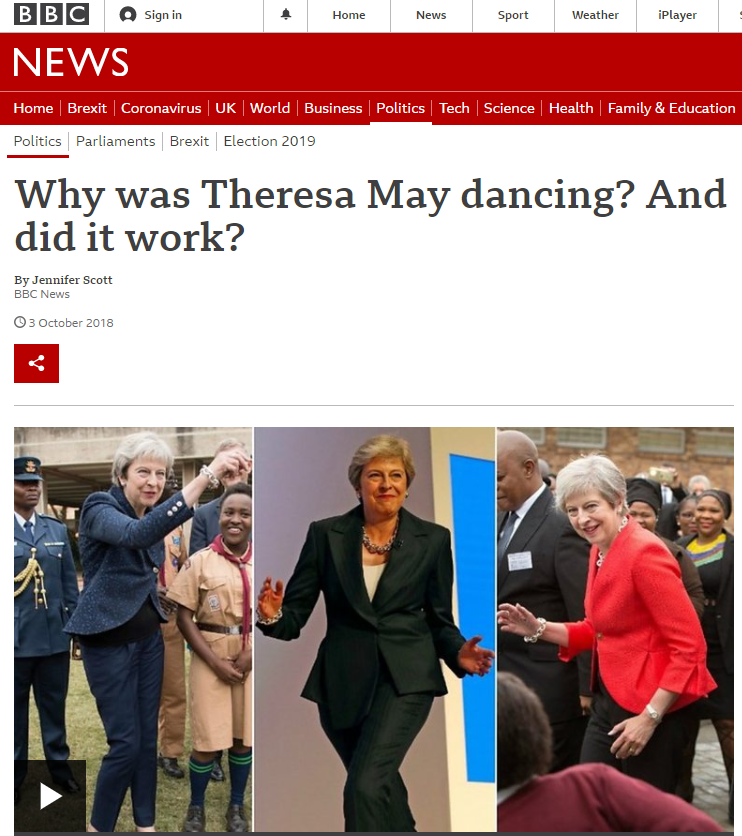 BBC Sign in Home News Sport Weather iPlayer
NEWS
Home Brexit Coronavirus UK World Business Politics Tech Science Health Family & Education
Politics Parliaments Brexit Election 2019
Why was Theresa May dancing? And
did it work?
By Jennifer Scott
BBC News
3 October 2018